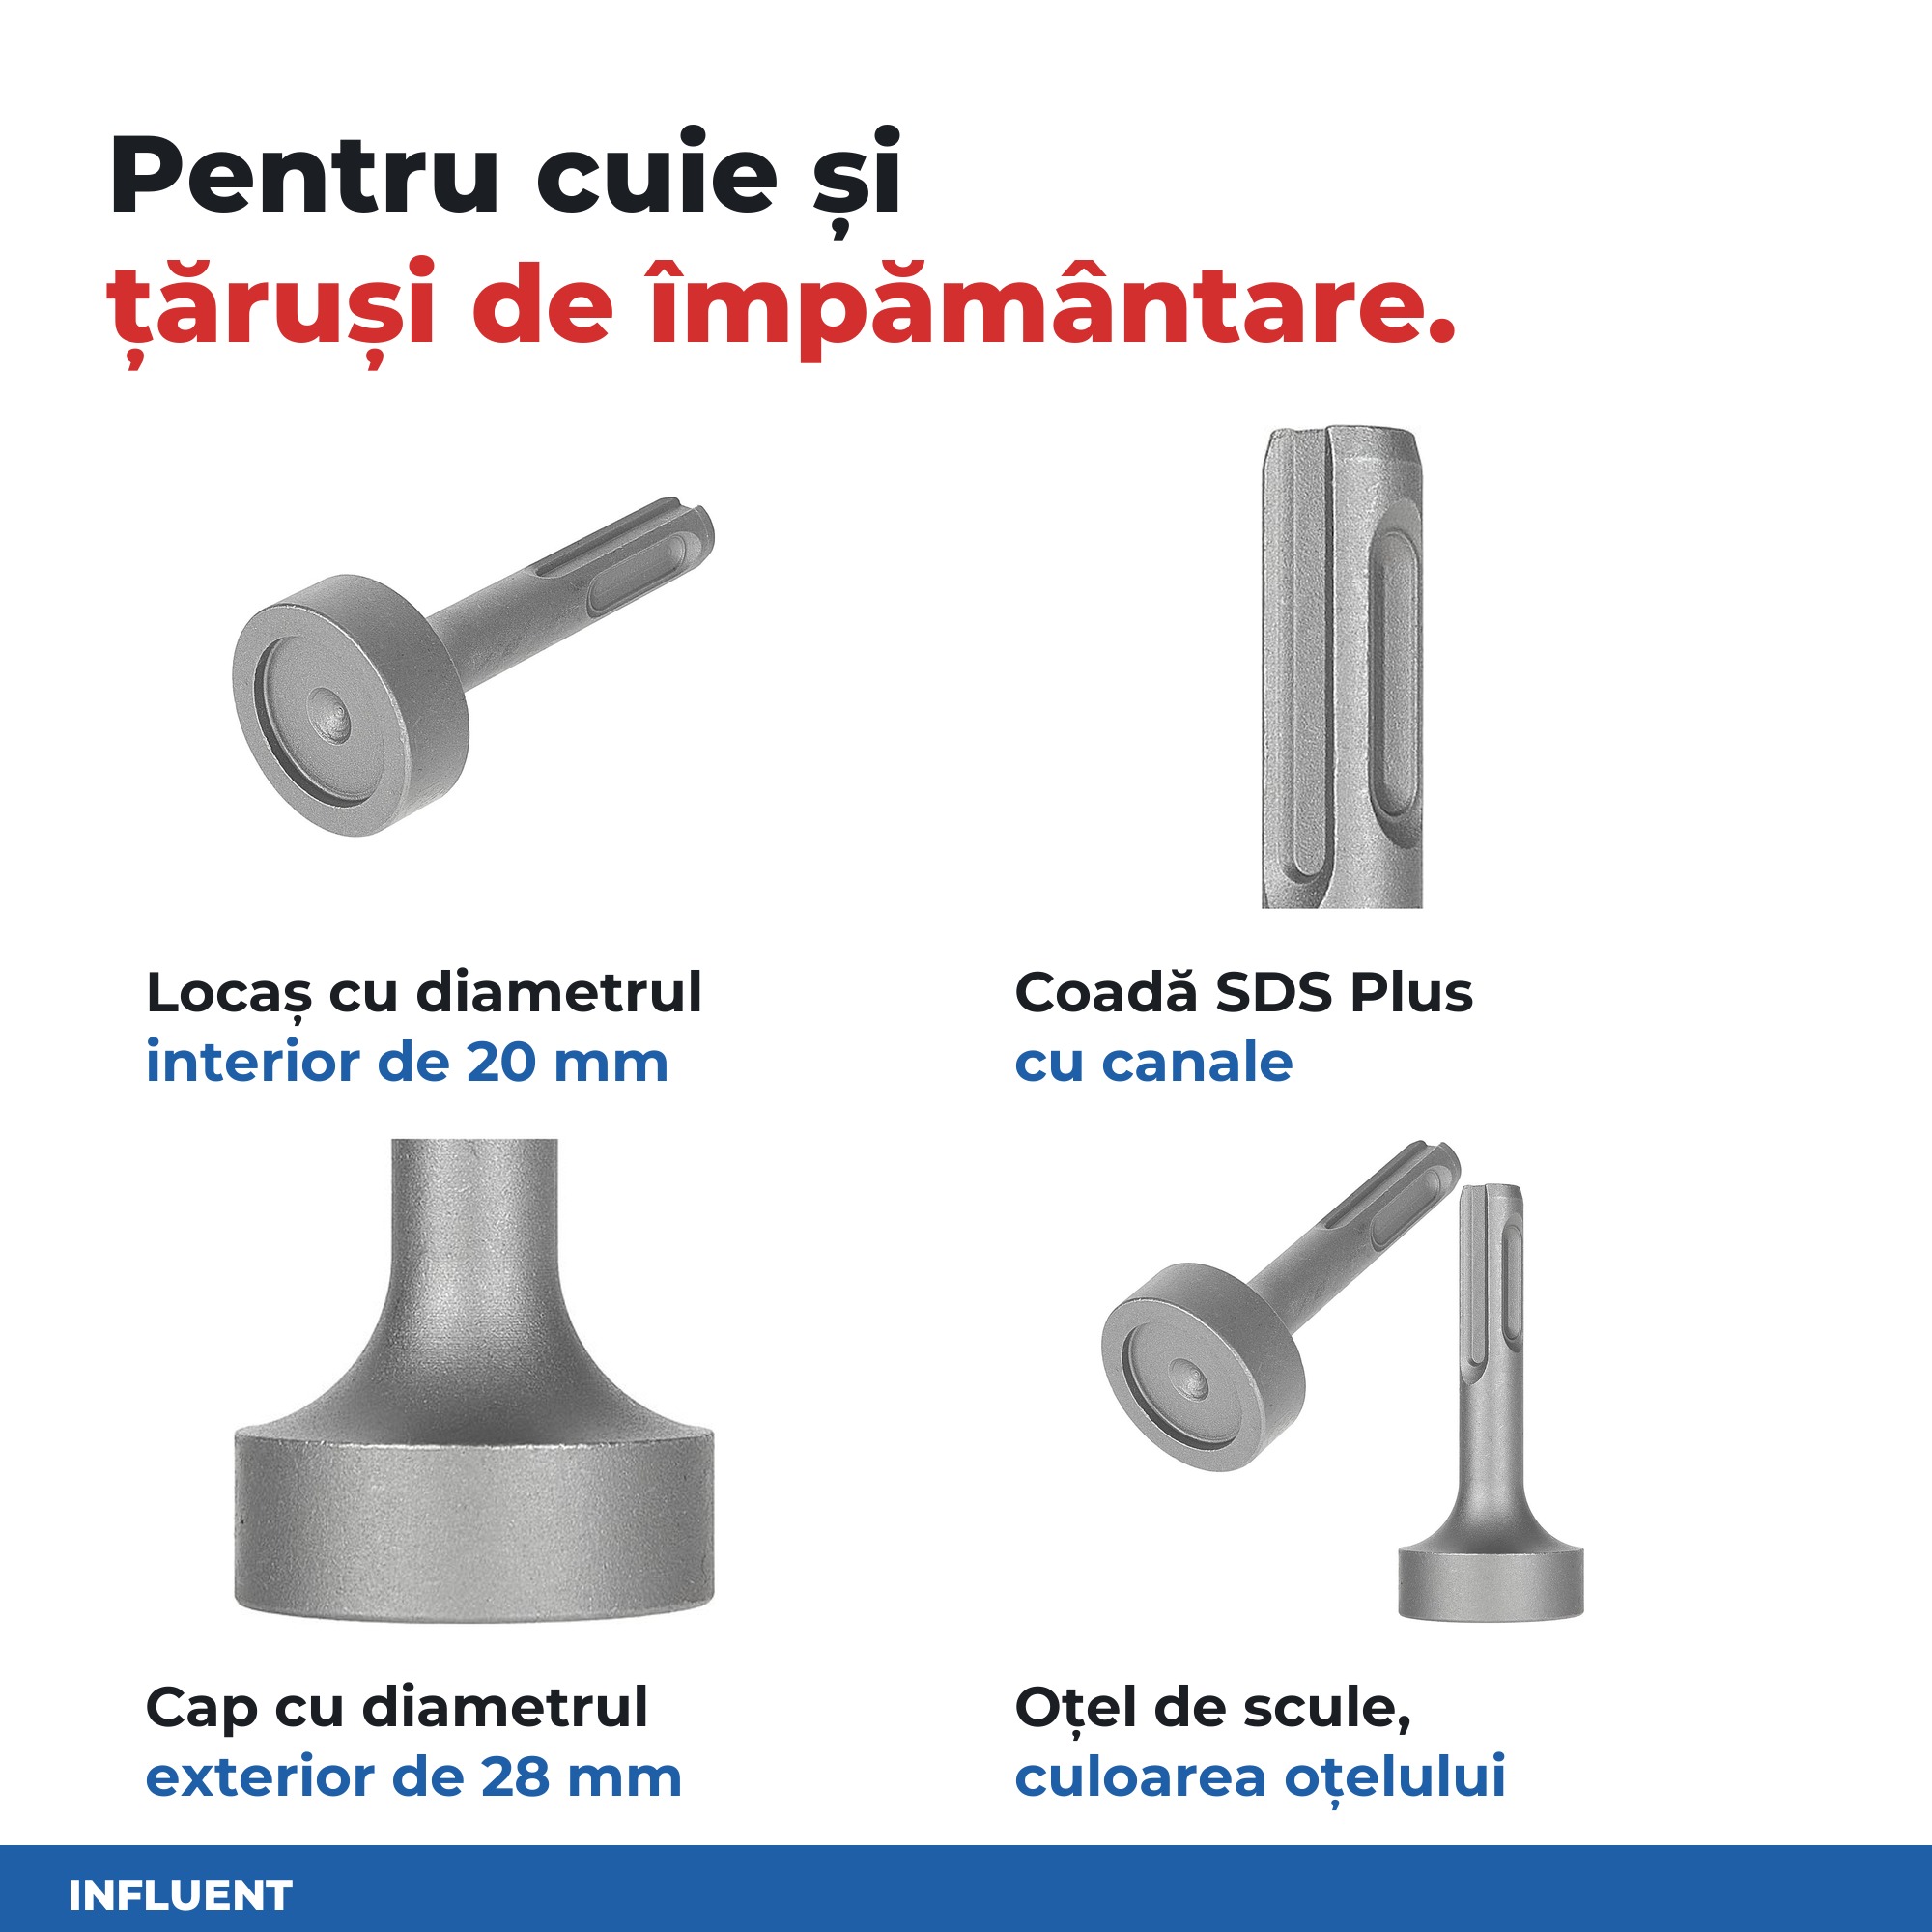 Pentru cuie și
țăruși de împământare.
Locaș cu diametrul
interior de 20 mm
Coadă SDS Plus
cu canale
Cap cu diametrul
exterior de 28 mm
Oțel de scule,
culoarea oțelului
INFLUENT